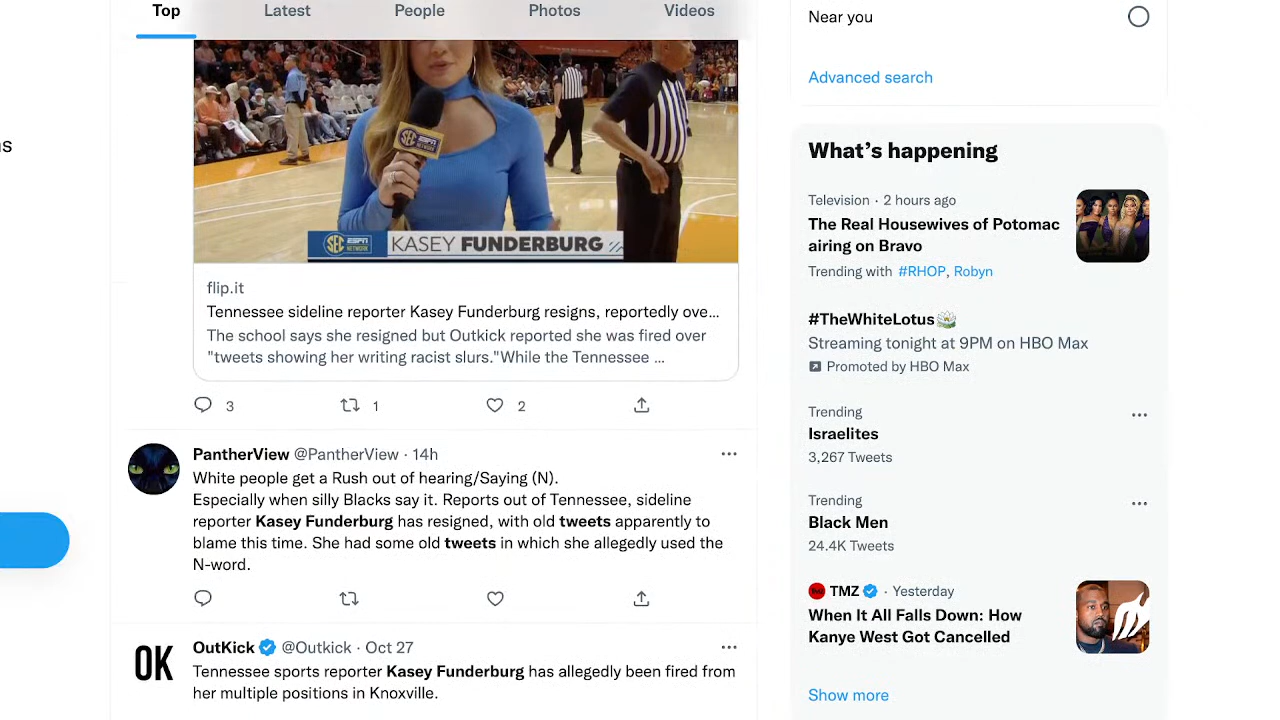 Top Latest People Photos Videos
SEC ESPN
SEC ESPN NETWORK KASEY FUNDERBURG
flip.it
Tennessee sideline reporter Kasey Funderburg resigns, reportedly ove...
The school says she resigned but Outkick reported she was fired over
"tweets showing her writing racist slurs."While the Tennessee ...
3 1 2
PantherView @PantherView · 14h
White people get a Rush out of hearing/Saying (N).
Especially when silly Blacks say it. Reports out of Tennessee, sideline
reporter Kasey Funderburg has resigned, with old tweets apparently to
blame this time. She had some old tweets in which she allegedly used the
N-word.
OK
OutKick @Outkick · Oct 27
Tennessee sports reporter Kasey Funderburg has allegedly been fired from
her multiple positions in Knoxville.
Near you
Advanced search
What's happening
Television · 2 hours ago
The Real Housewives of Potomac
airing on Bravo
Trending with #RHOP, Robyn
#TheWhiteLotus
Streaming tonight at 9PM on HBO Max
Promoted by HBO Max
Trending
Israelites
3,267 Tweets
Trending
Black Men
24.4K Tweets
TMZ · Yesterday
When It All Falls Down: How
Kanye West Got Cancelled
Show more